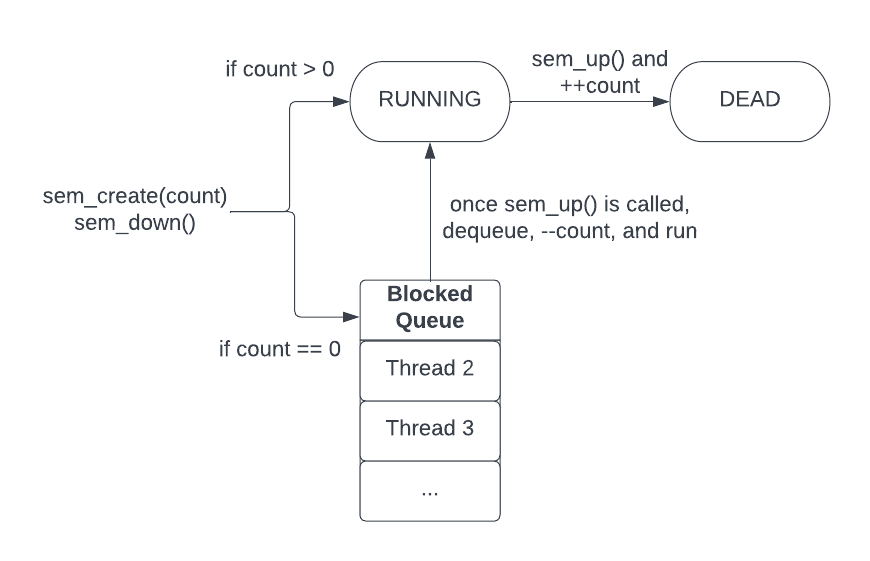 if count > 0
RUNNING
sem_up() and
++count
DEAD
sem_create(count)
sem_down()
once sem_up() is called,
dequeue, --count, and run
if count == 0
Blocked
Queue
Thread 2
Thread 3
...